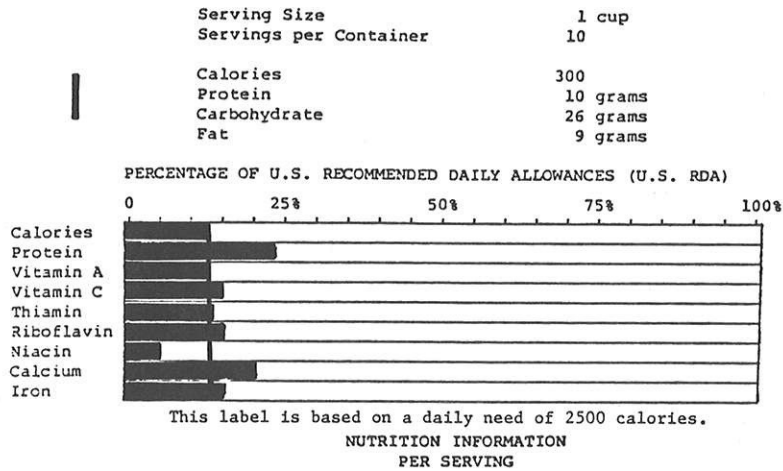 Serving Size 1 cup
Servings per Container 10
Calories 300
Protein 10 grams
Carbohydrate 26 grams
Fat 9 grams
PERCENTAGE OF U.S. RECOMMENDED DAILY ALLOWANCES (U.S. RDA)
0 25% 50% 75% 100%
Calories
Protein
Vitamin A
Vitamin C
Thiamin
Riboflavin
Niacin
Calcium
Iron
This label is based on a daily need of 2500 calories.
NUTRITION INFORMATION
PER SERVING